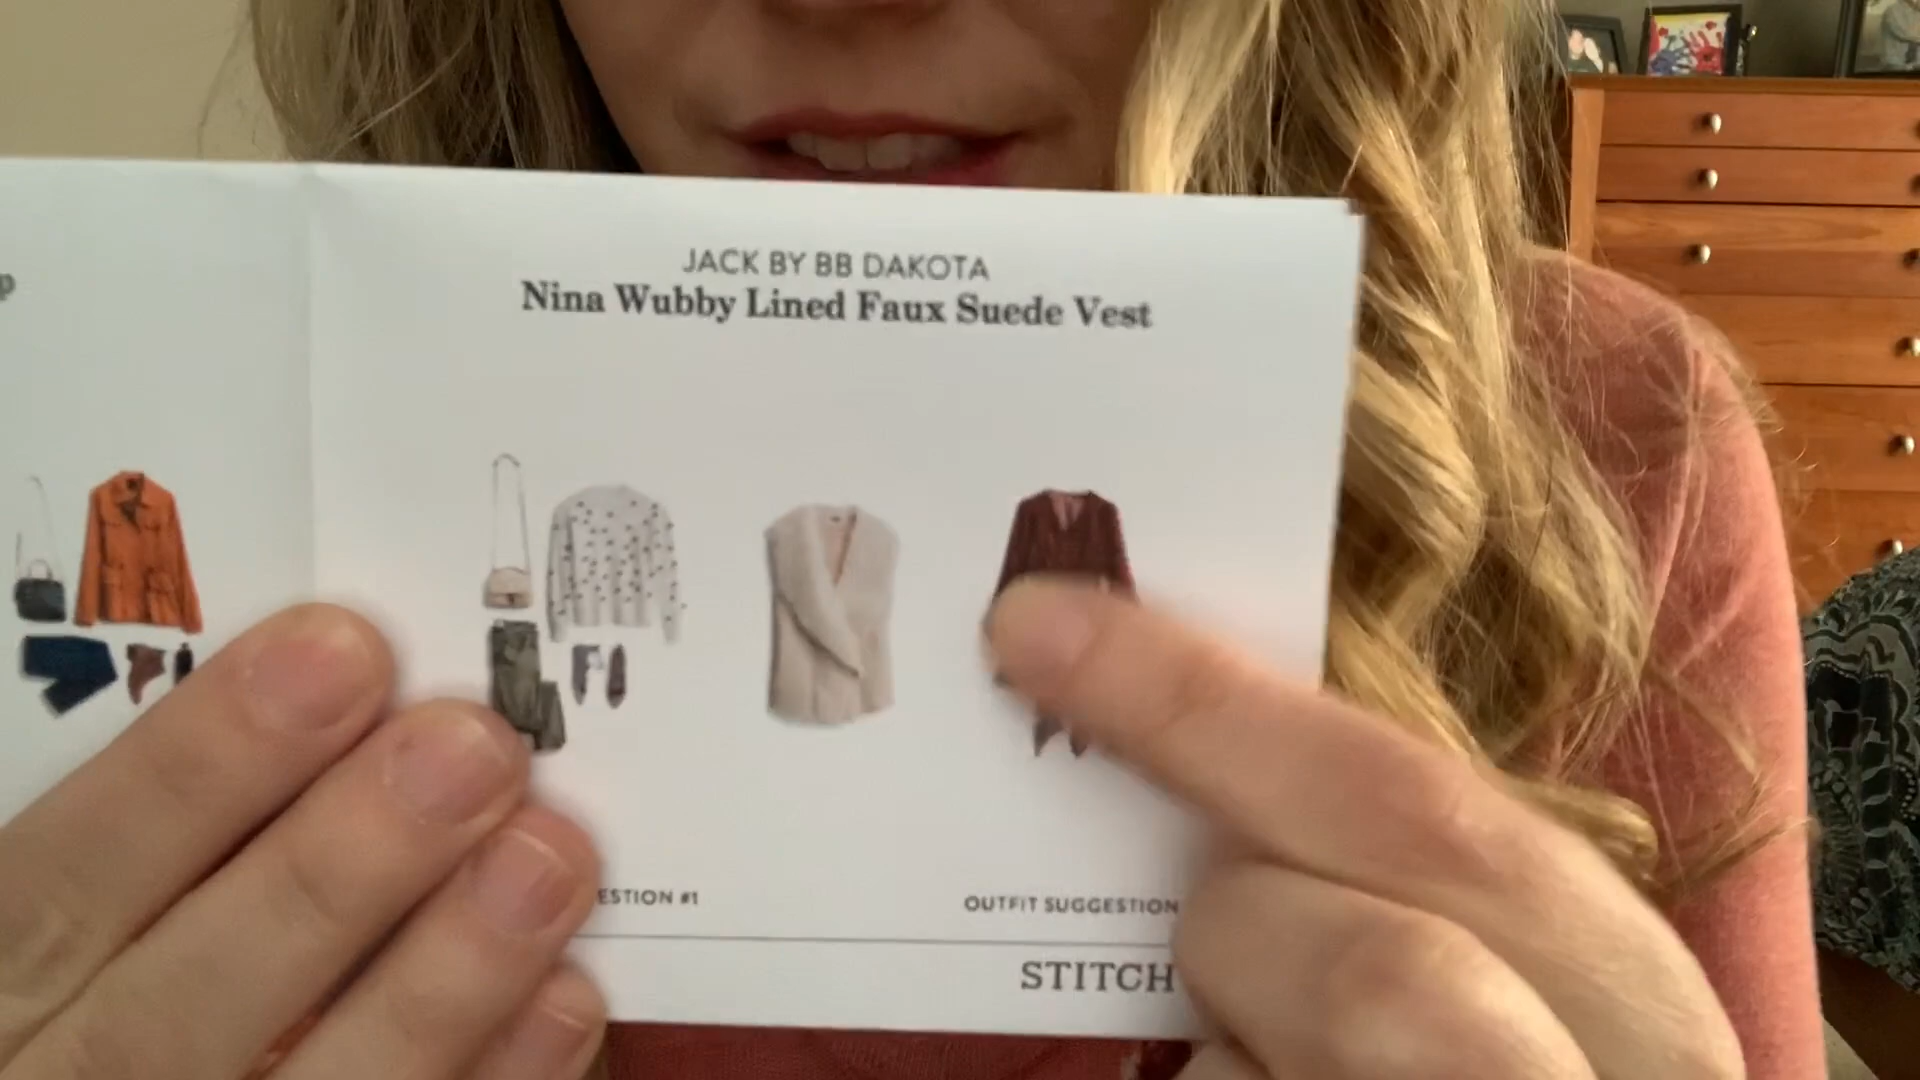 p
JACK BY BB DAKOTA
Nina Wubby Lined Faux Suede Vest
ESTION #1
OUTFIT SUGGESTION
STITCH